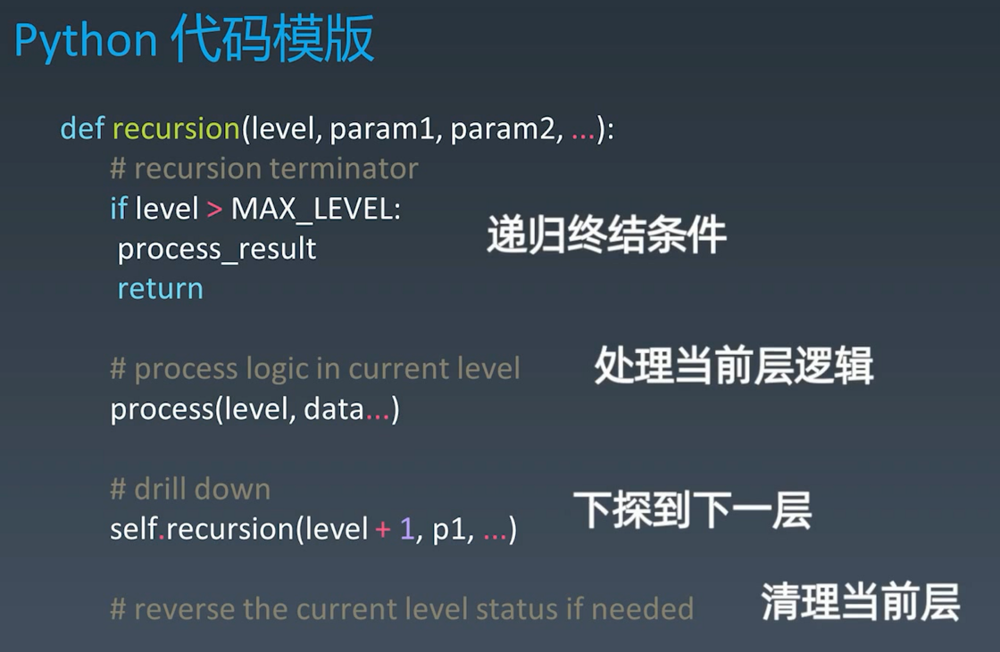 Python 代码模版
def recursion(level, param1, param2, ...):
# recursion terminator
if level > MAX_LEVEL:
递归终结条件
process_result
return
# process logic in current level
处理当前层逻辑
process(level, data...)
# drill down
下探到下一层
self.recursion(level + 1, p1, ...)
# reverse the current level status if needed
清理当前层